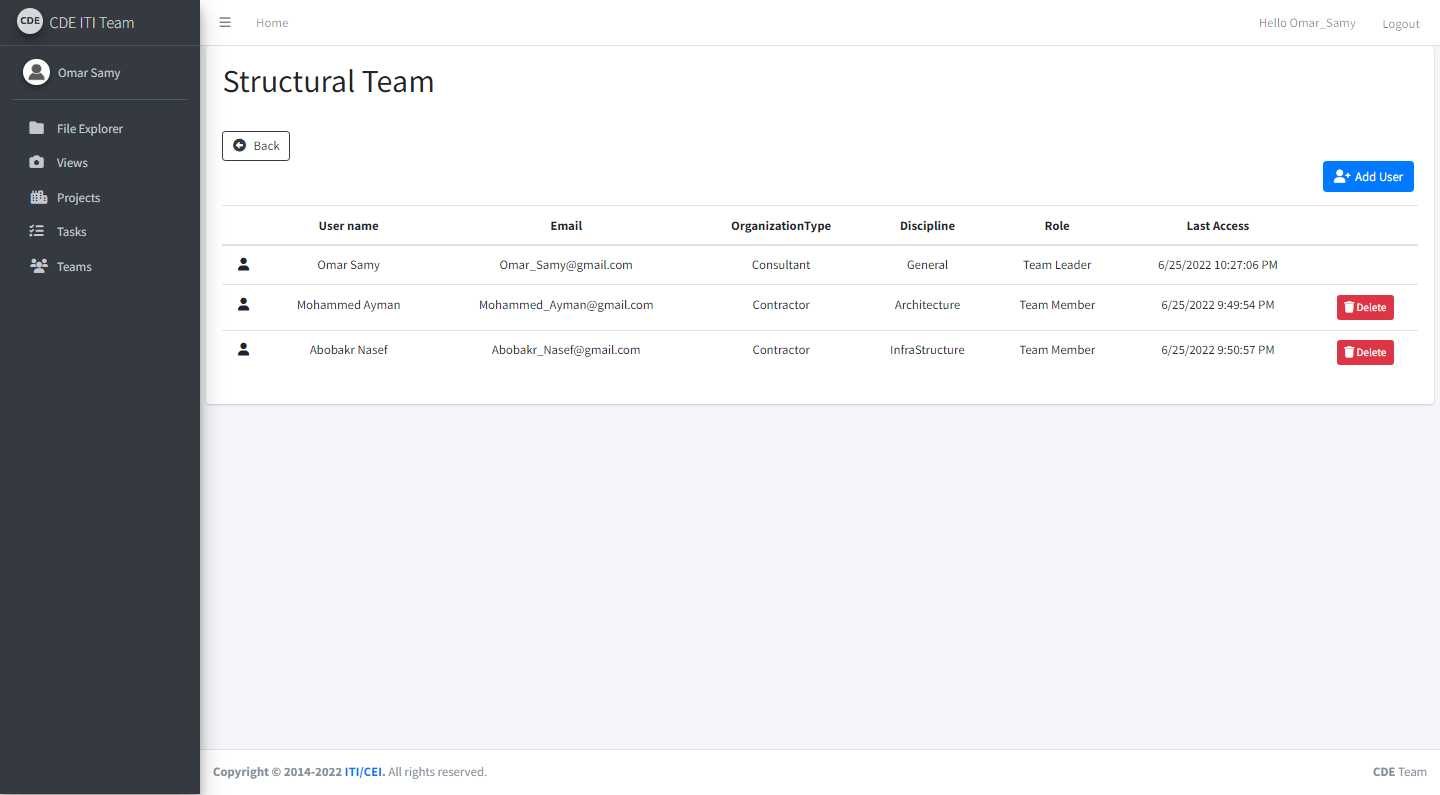 CDE CDE ITI Team
Home
Hello Omar_Samy
Logout
Omar Samy
File Explorer
Views
Projects
Tasks
Teams
Structural Team
Back
Add User
User name Email OrganizationType Discipline Role Last Access
Omar Samy Omar_Samy@gmail.com Consultant General Team Leader 6/25/2022 10:27:06 PM
Mohammed Ayman Mohammed_Ayman@gmail.com Contractor Architecture Team Member 6/25/2022 9:49:54 PM Delete
Abobakr Nasef Abobakr_Nasef@gmail.com Contractor InfraStructure Team Member 6/25/2022 9:50:57 PM Delete
Copyright © 2014-2022 ITI/CEI. All rights reserved.
CDE Team